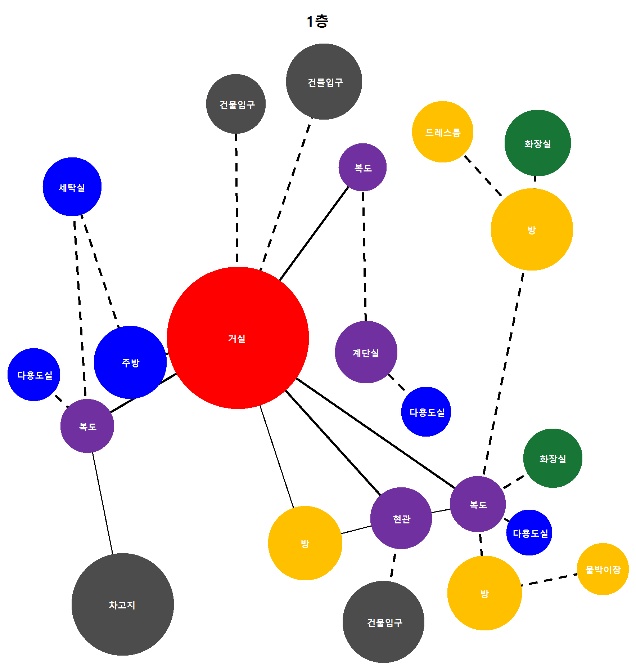 1층
건물입구
건물입구
드레스룸
화장실
복도
세탁실
방
거실
계단실
주방
다용도실
다용도실
복도
화장실
복도
현관
다용도실
방
붙박이장
방
차고지
건물입구